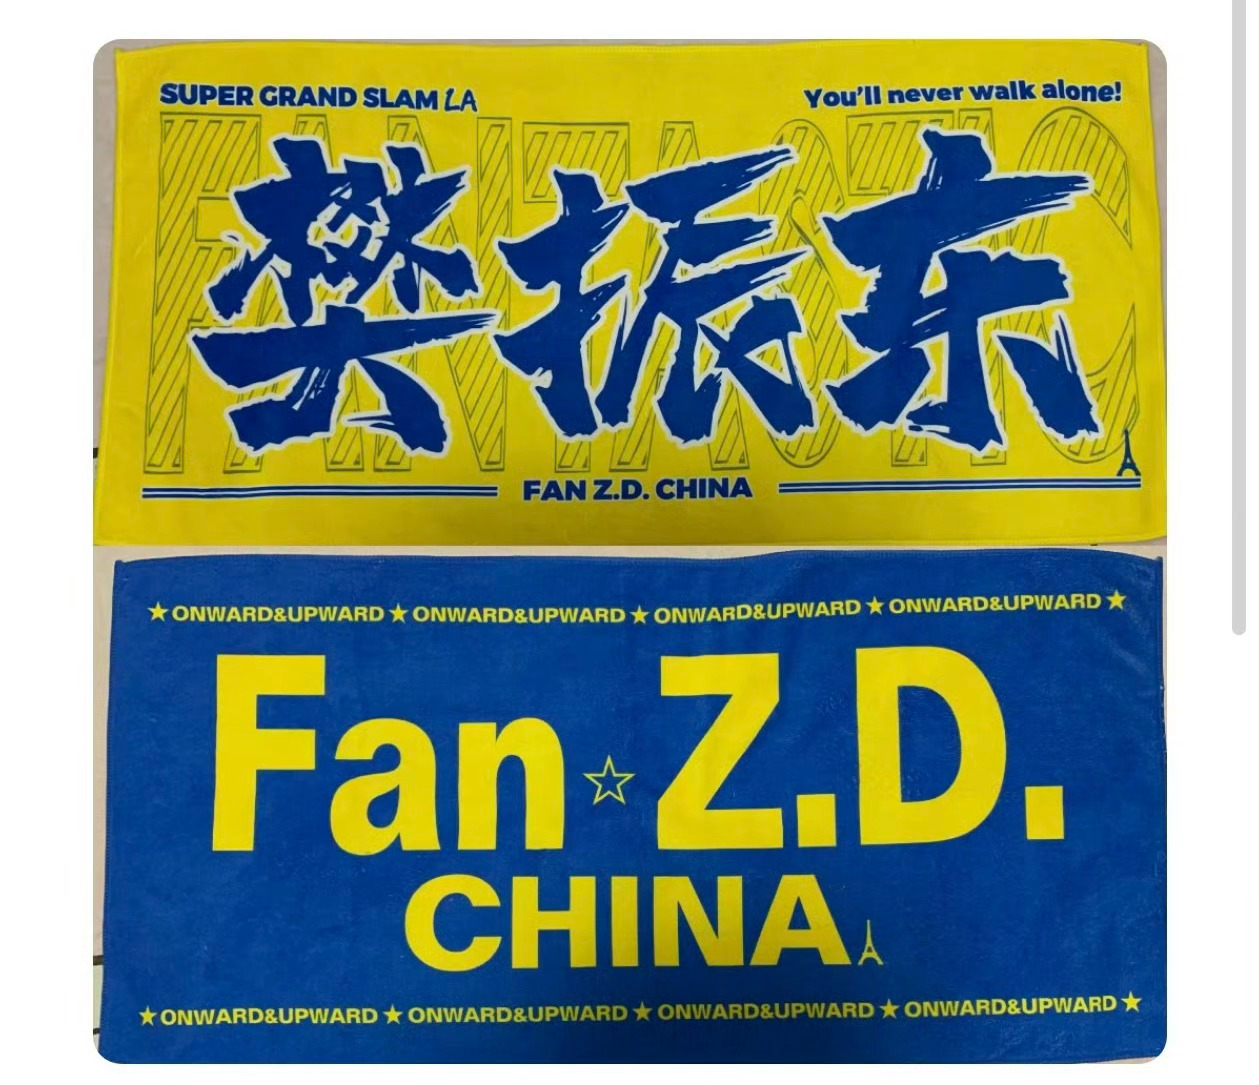 SUPER GRAND SLAM LA
You'll never walk alone!
FANTASTIC
樊振东
FAN Z.D. CHINA
★ONWARD&UPWARD★ONWARD&UPWARD★ONWARD&UPWARD★ONWARD&UPWARD★
Fan☆Z.D.
CHINA
★ONWARD&UPWARD★ONWARD&UPWARD★ONWARD&UPWARD★ONWARD&UPWARD★